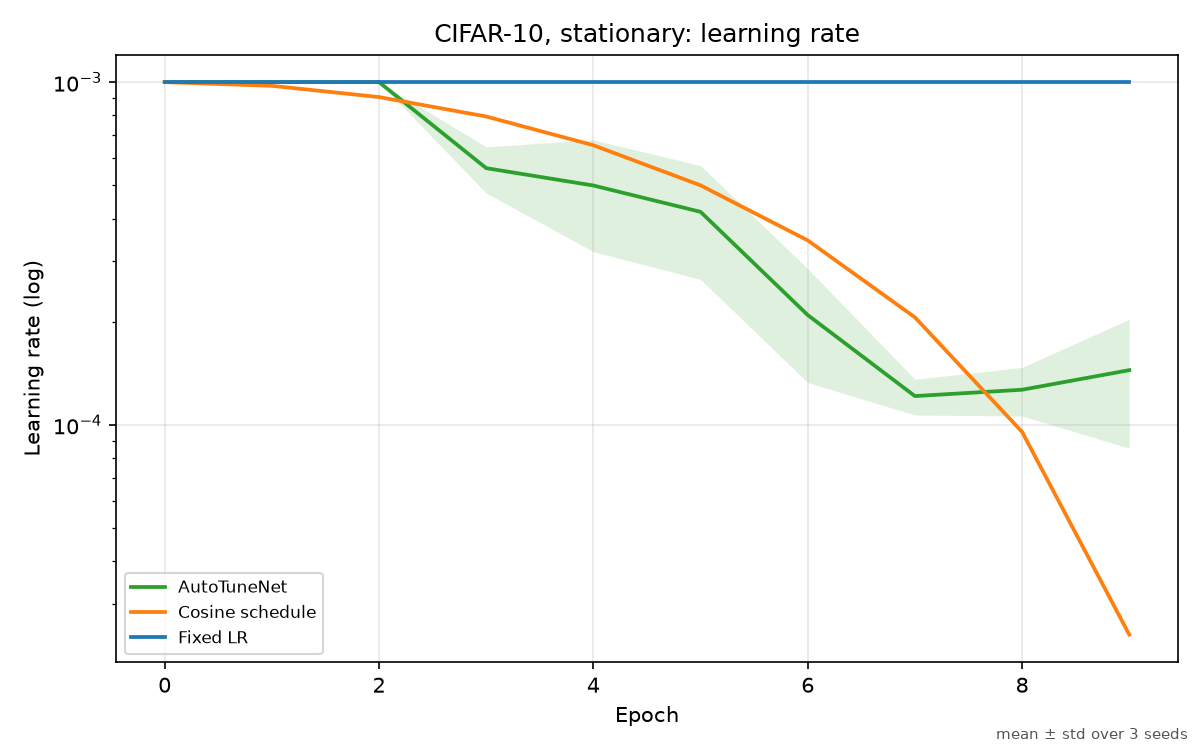 CIFAR-10, stationary: learning rate
Learning rate (log)
10⁻³
10⁻⁴
AutoTuneNet
Cosine schedule
Fixed LR
0 2 4 6 8
Epoch
mean ± std over 3 seeds